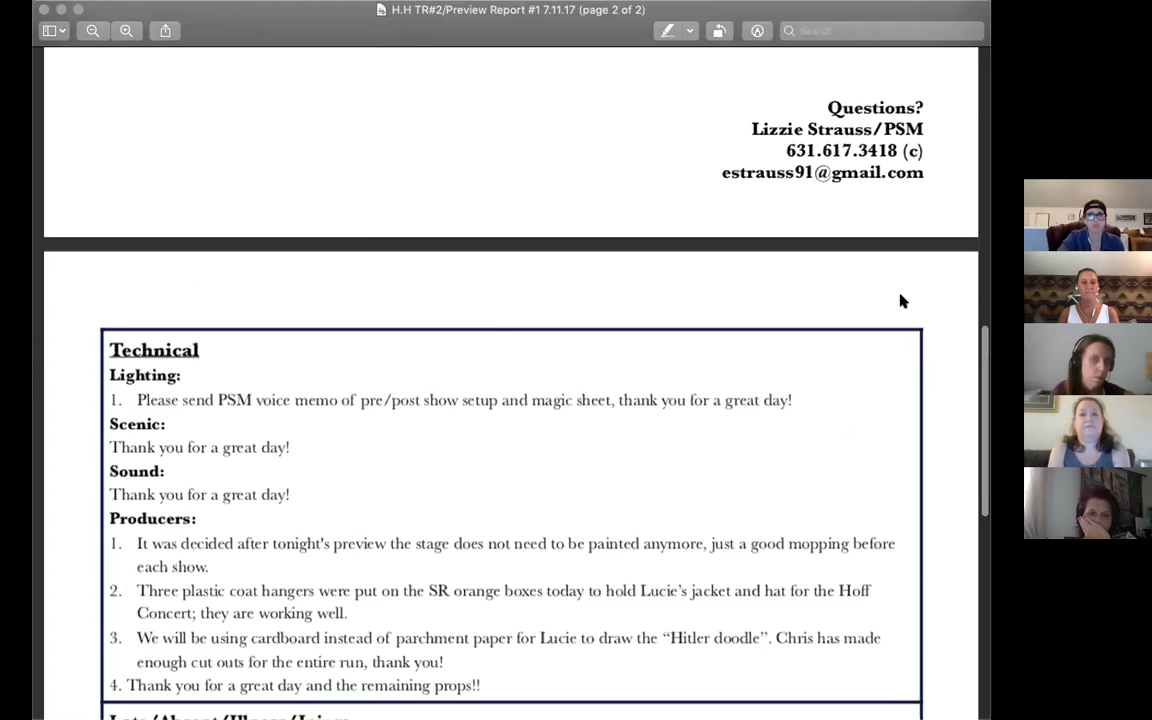 H.H TR#2/Preview Report #1 7.11.17 (page 2 of 2)
Search
Questions?
Lizzie Strauss/PSM
631.617.3418 (c)
estrauss91@gmail.com
Technical
Lighting:
1. Please send PSM voice memo of pre/post show setup and magic sheet, thank you for a great day!
Scenic:
Thank you for a great day!
Sound:
Thank you for a great day!
Producers:
1. It was decided after tonight's preview the stage does not need to be painted anymore, just a good mopping before
each show.
2. Three plastic coat hangers were put on the SR orange boxes today to hold Lucie's jacket and hat for the Hoff
Concert; they are working well.
3. We will be using cardboard instead of parchment paper for Lucie to draw the “Hitler doodle”. Chris has made
enough cut outs for the entire run, thank you!
4. Thank you for a great day and the remaining props!!
Late/Absent/Illness/Injury